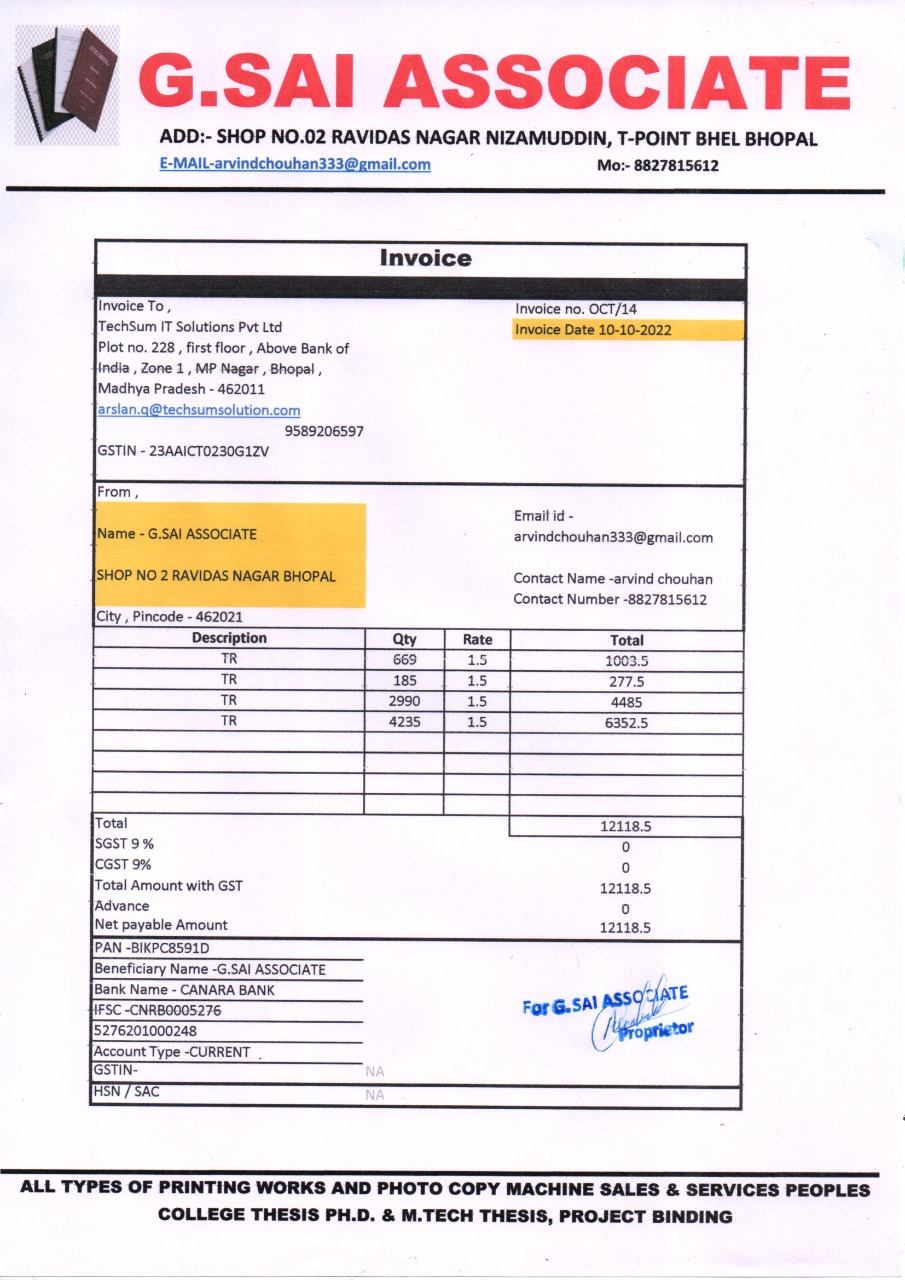 G.SAI ASSOCIATE
ADD:- SHOP NO.02 RAVIDAS NAGAR NIZAMUDDIN, T-POINT BHEL BHOPAL
E-MAIL-arvindchouhan333@gmail.com Mo:- 8827815612
Invoice
Invoice To , Invoice no. OCT/14
TechSum IT Solutions Pvt Ltd Invoice Date 10-10-2022
Plot no. 228 , first floor , Above Bank of
India , Zone 1 , MP Nagar , Bhopal ,
Madhya Pradesh - 462011
arslan.q@techsumsolution.com
9589206597
GSTIN - 23AAICT0230G1ZV
From ,
Email id -
Name - G.SAI ASSOCIATE arvindchouhan333@gmail.com
SHOP NO 2 RAVIDAS NAGAR BHOPAL Contact Name -arvind chouhan
Contact Number -8827815612
City , Pincode - 462021
Description Qty Rate Total
TR 669 1.5 1003.5
TR 185 1.5 277.5
TR 2990 1.5 4485
TR 4235 1.5 6352.5
Total 12118.5
SGST 9 % 0
CGST 9% 0
Total Amount with GST 12118.5
Advance 0
Net payable Amount 12118.5
PAN -BIKPC8591D
Beneficiary Name -G.SAI ASSOCIATE
Bank Name - CANARA BANK
IFSC -CNRB0005276
5276201000248
Account Type -CURRENT
GSTIN- NA
HSN / SAC NA
For G.SAI ASSOCIATE
Proprietor
ALL TYPES OF PRINTING WORKS AND PHOTO COPY MACHINE SALES & SERVICES PEOPLES
COLLEGE THESIS PH.D. & M.TECH THESIS, PROJECT BINDING